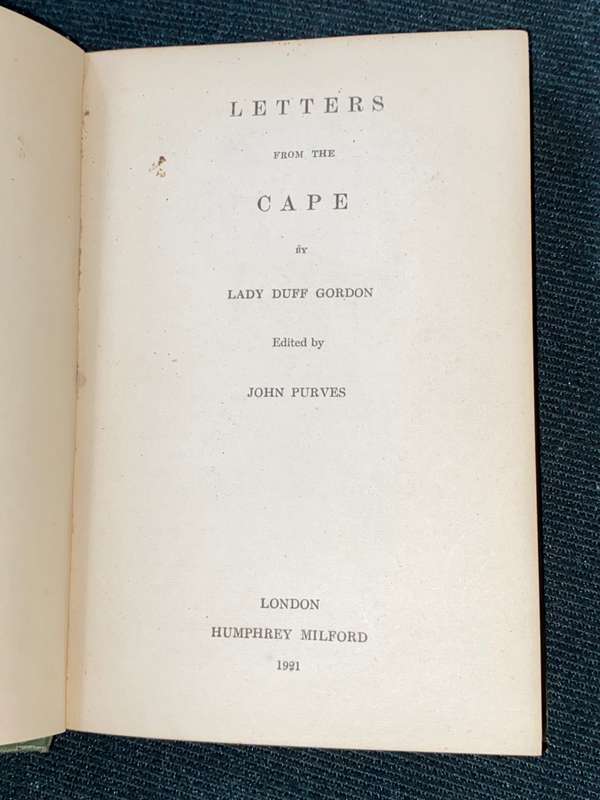 LETTERS
FROM THE
CAPE
BY
LADY DUFF GORDON
Edited by
JOHN PURVES
LONDON
HUMPHREY MILFORD
1921